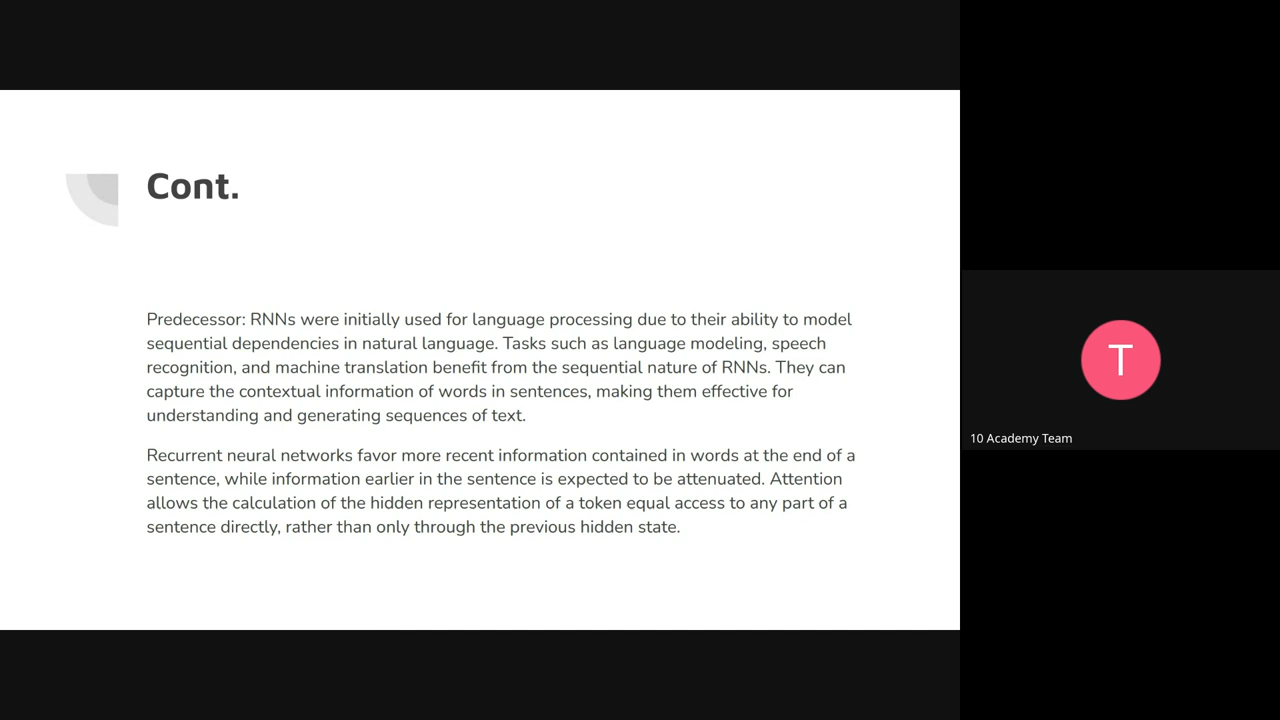 Cont.
Predecessor: RNNs were initially used for language processing due to their ability to model
sequential dependencies in natural language. Tasks such as language modeling, speech
recognition, and machine translation benefit from the sequential nature of RNNs. They can
capture the contextual information of words in sentences, making them effective for
understanding and generating sequences of text.
Recurrent neural networks favor more recent information contained in words at the end of a
sentence, while information earlier in the sentence is expected to be attenuated. Attention
allows the calculation of the hidden representation of a token equal access to any part of a
sentence directly, rather than only through the previous hidden state.
T
10 Academy Team